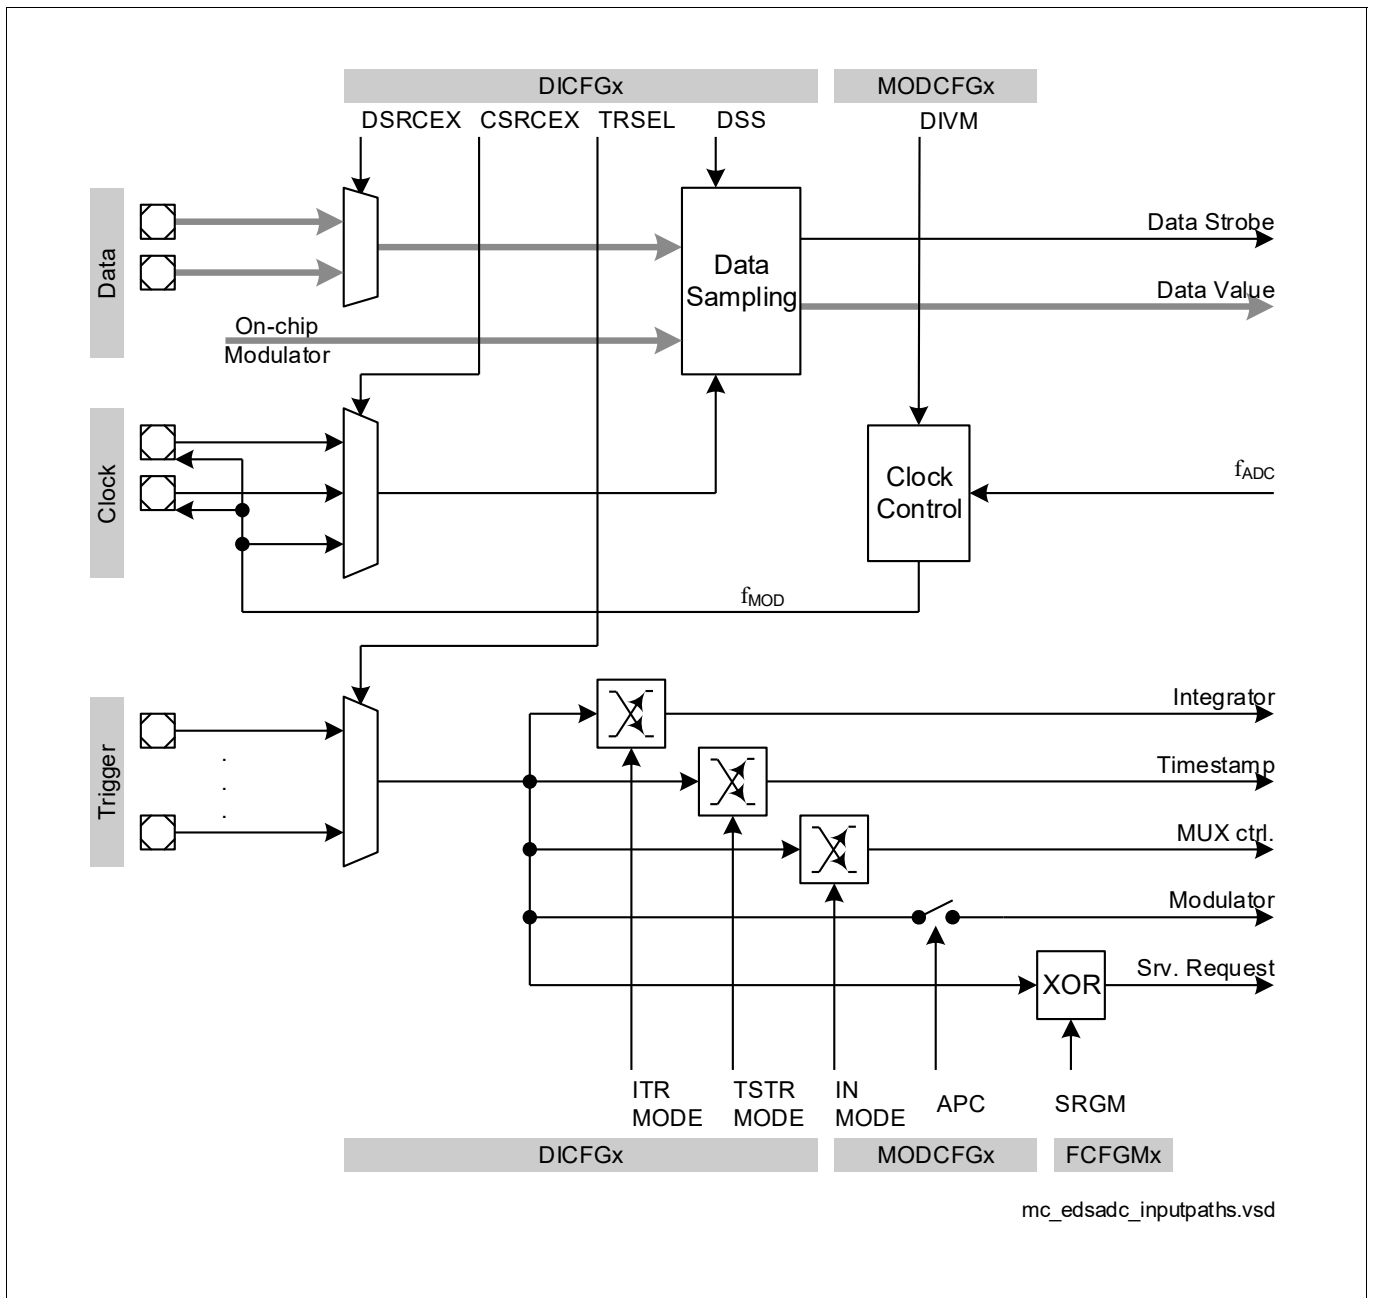 DICFGx
MODCFGx
DSRCEX
CSRCEX
TRSEL
DSS
DIVM
Data
Data Strobe
Data
Sampling
Data Value
On-chip
Modulator
Clock
Clock
Control
fADC
fMOD
Trigger
Integrator
.
.
.
Timestamp
MUX ctrl.
Modulator
Srv. Request
XOR
ITR
MODE
TSTR
MODE
IN
MODE
APC
SRGM
DICFGx
MODCFGx
FCFGMx
mc_edsadc_inputpaths.vsd